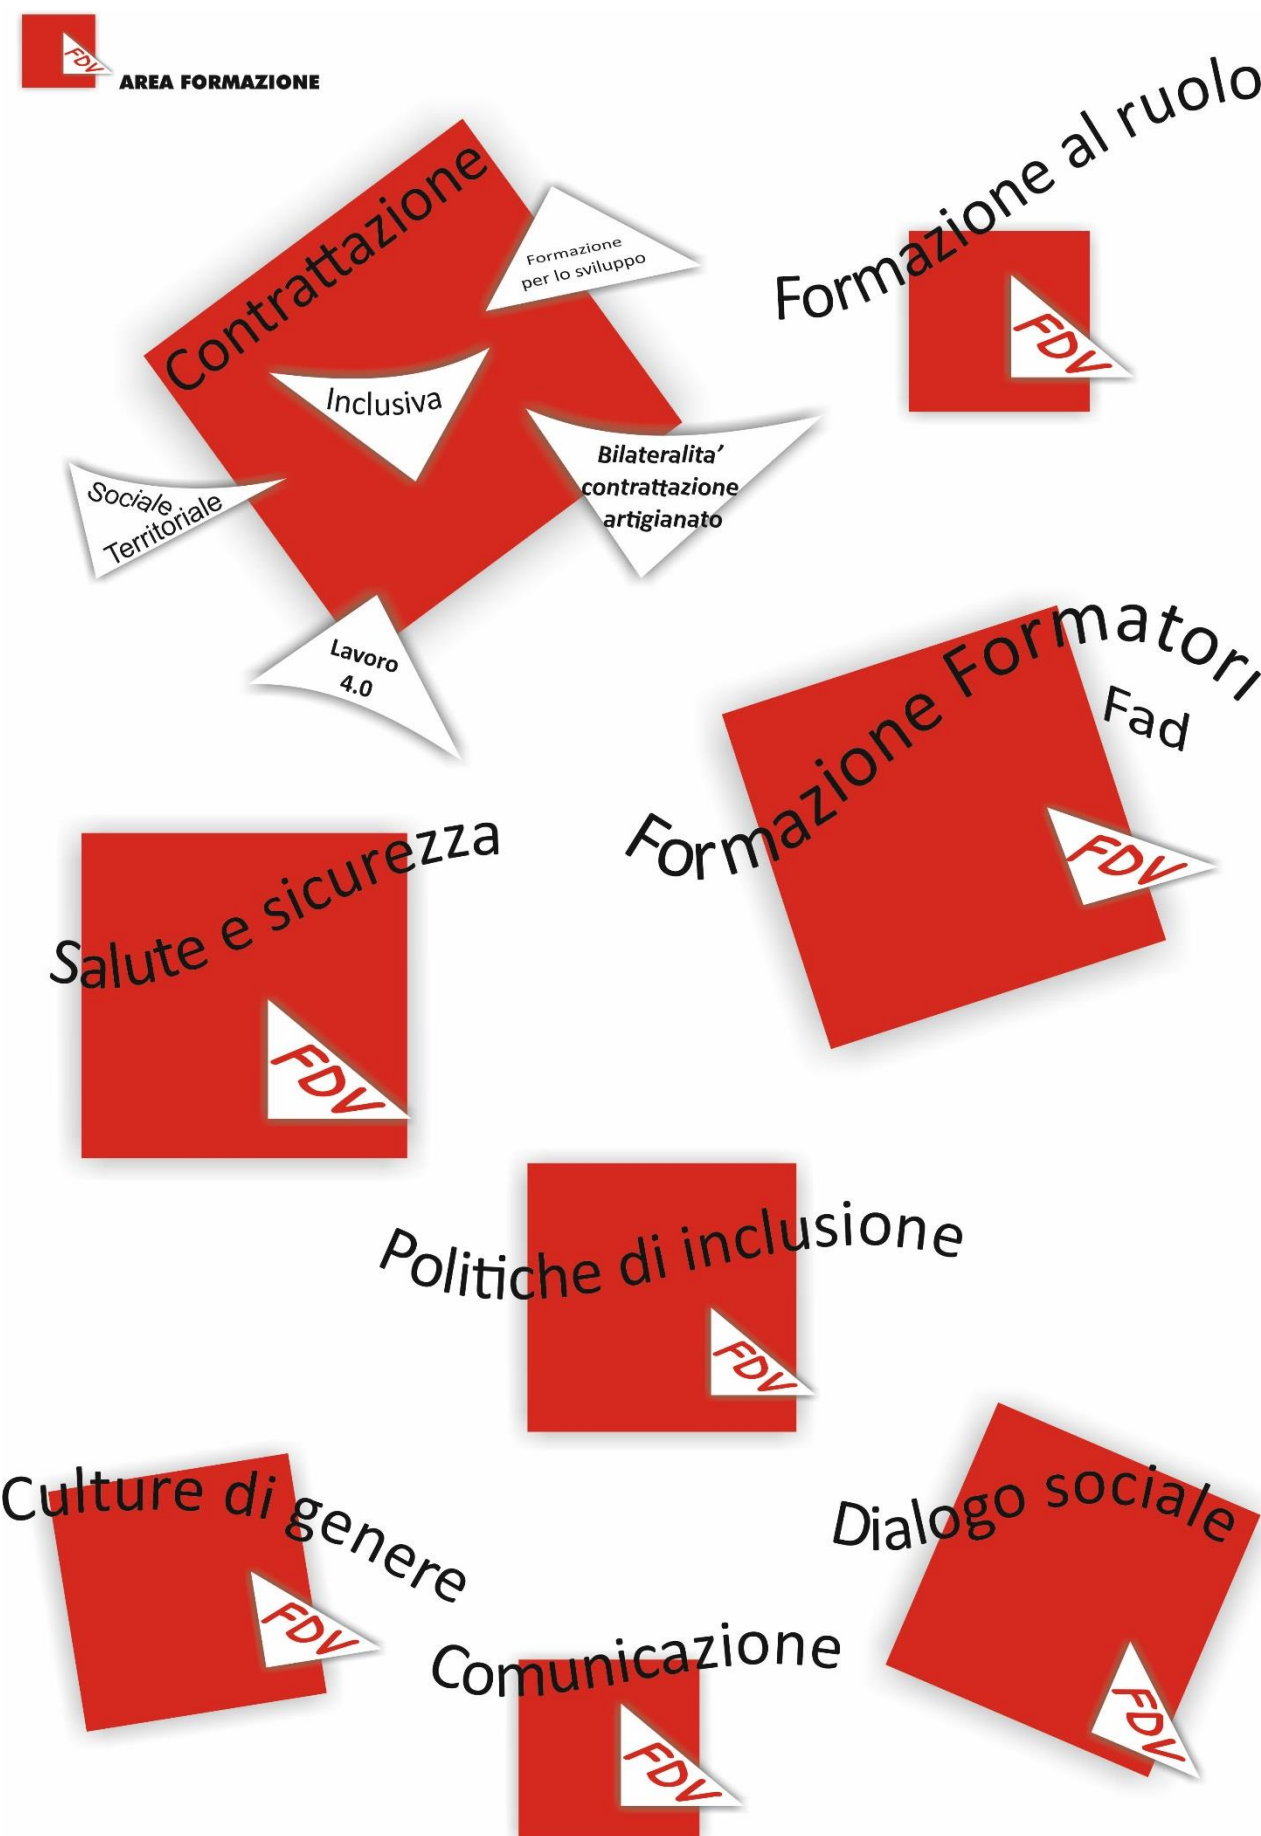 FDV
AREA FORMAZIONE
Formazione al ruolo
FDV
Contrattazione
Formazione
per lo sviluppo
Inclusiva
Bilateralita’
contrattazione
artigianato
Sociale
Territoriale
Lavoro
4.0
Formazione Formatori
Fad
FDV
Salute e sicurezza
FDV
Politiche di inclusione
FDV
Culture di genere
FDV
Dialogo sociale
FDV
Comunicazione
FDV